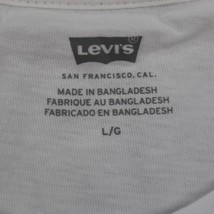 Levi's
SAN FRANCISCO, CAL.
MADE IN BANGLADESH
FABRIQUE AU BANGLADESH
FABRICADO EN BANGLADESH
L/G